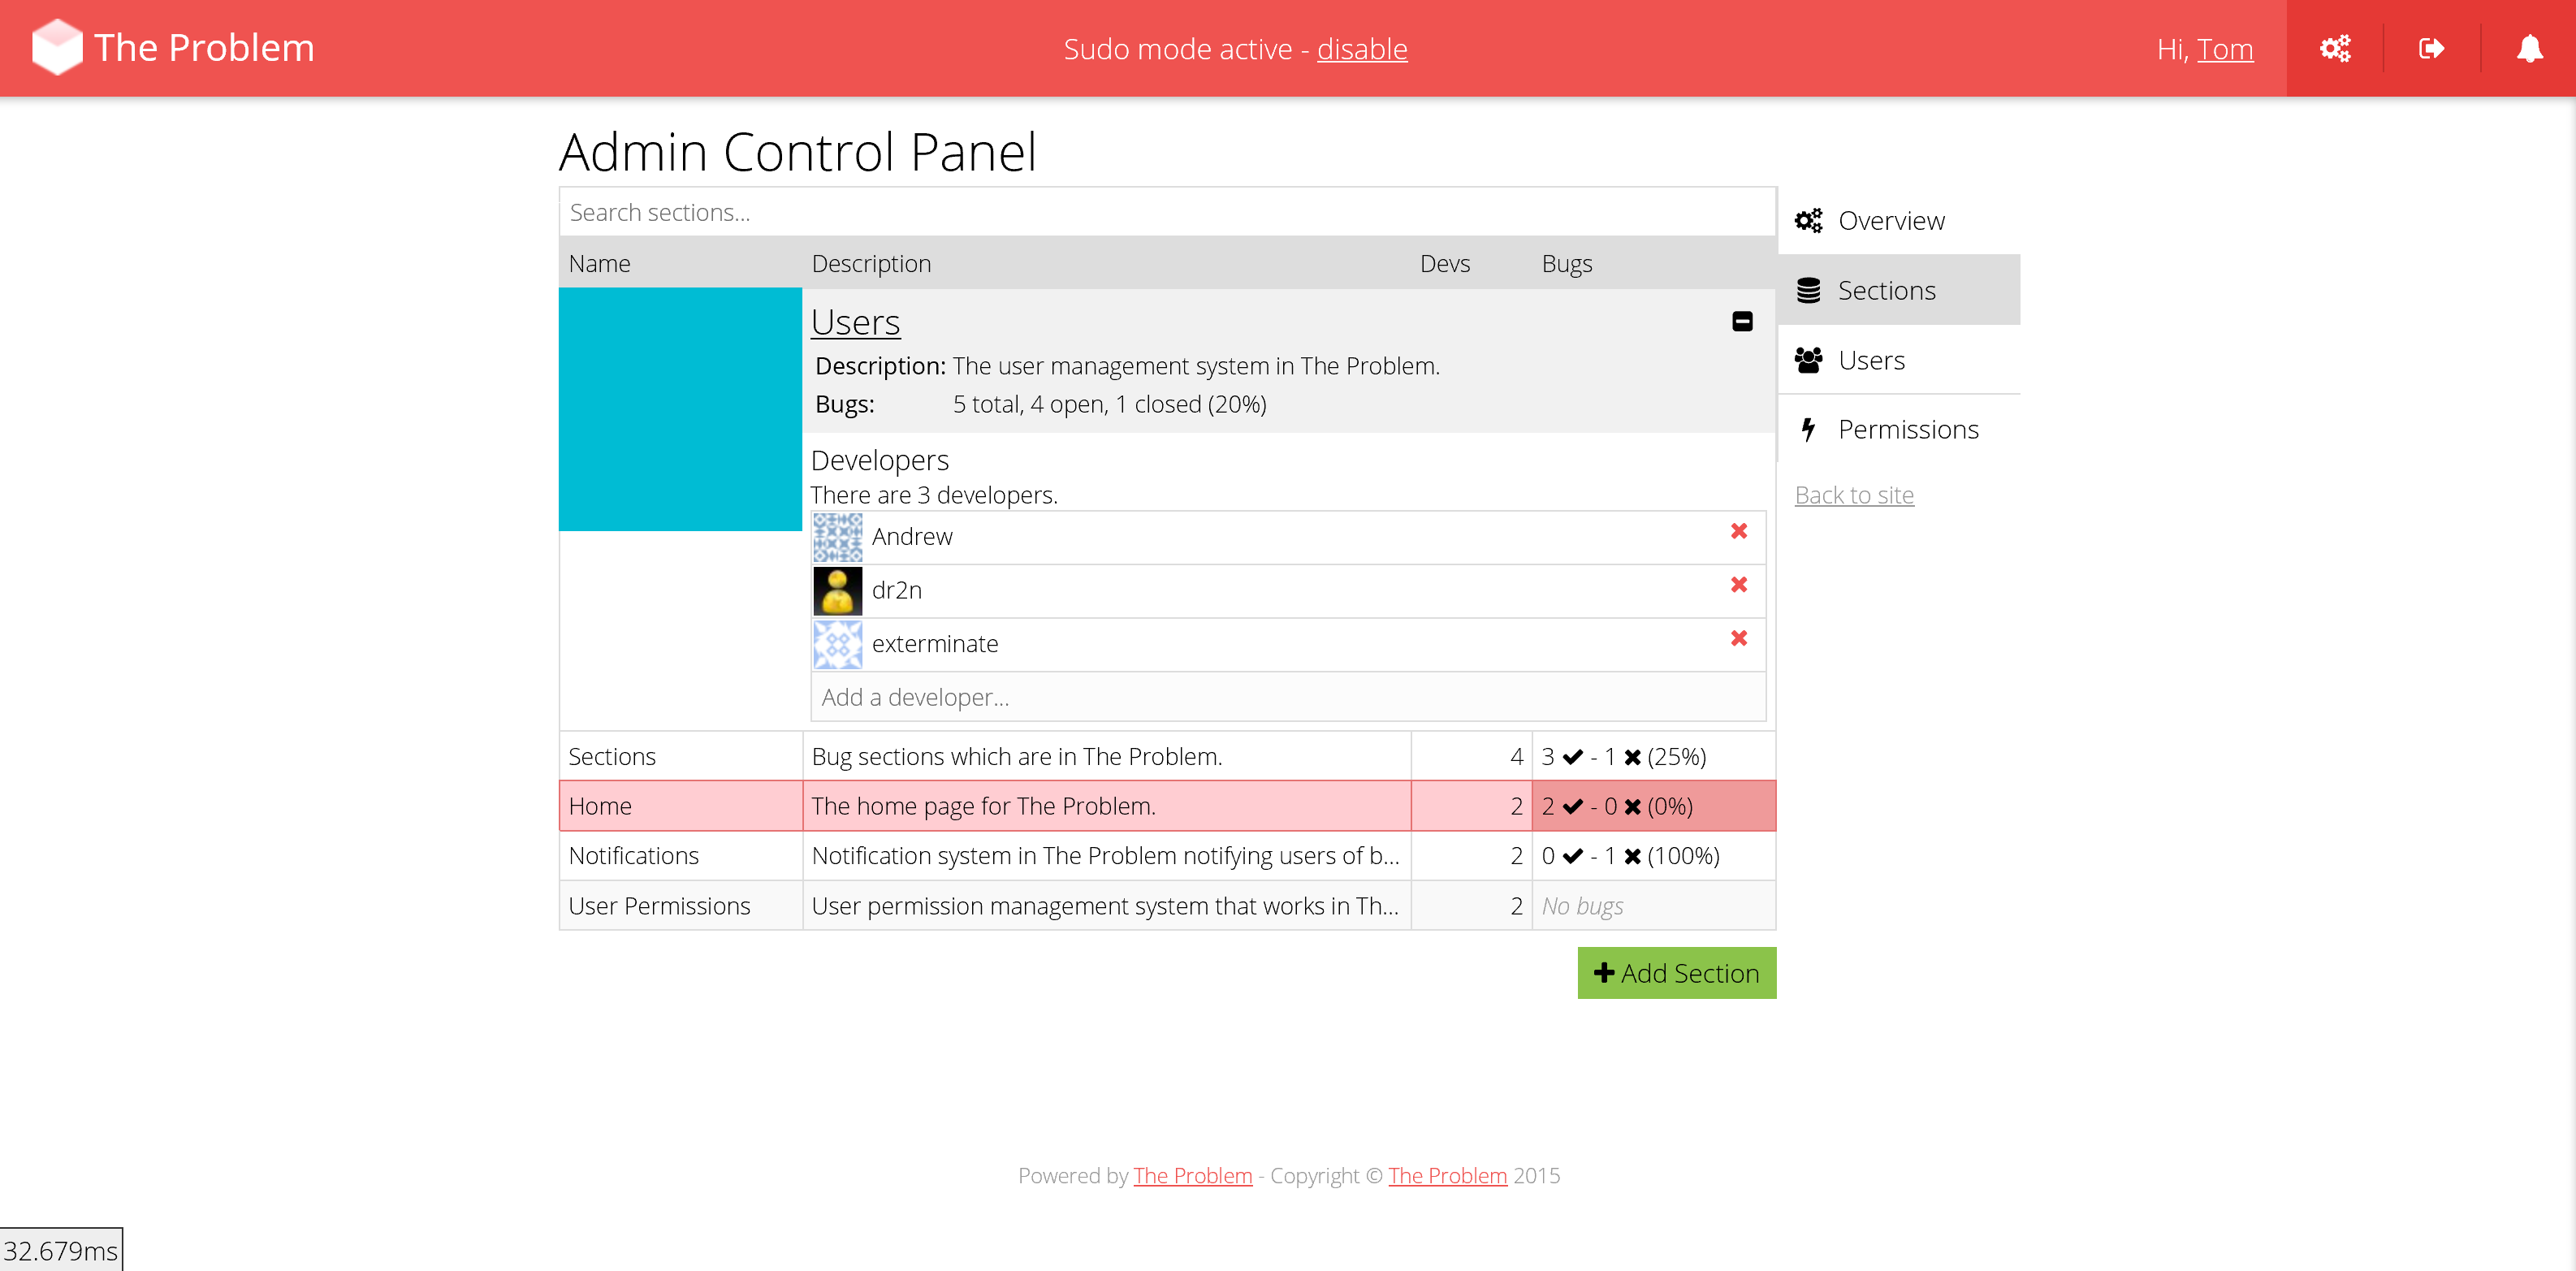 The Problem
Sudo mode active - disable
Hi, Tom
Admin Control Panel
Search sections...
Name Description Devs Bugs
Users
Description: The user management system in The Problem.
Bugs: 5 total, 4 open, 1 closed (20%)
Developers
There are 3 developers.
Andrew
dr2n
exterminate
Add a developer...
Sections Bug sections which are in The Problem. 4 3 ✔ - 1 ✖ (25%)
Home The home page for The Problem. 2 2 ✔ - 0 ✖ (0%)
Notifications Notification system in The Problem notifying users of b... 2 0 ✔ - 1 ✖ (100%)
User Permissions User permission management system that works in Th... 2 No bugs
Add Section
Overview
Sections
Users
Permissions
Back to site
Powered by The Problem - Copyright © The Problem 2015
32.679ms